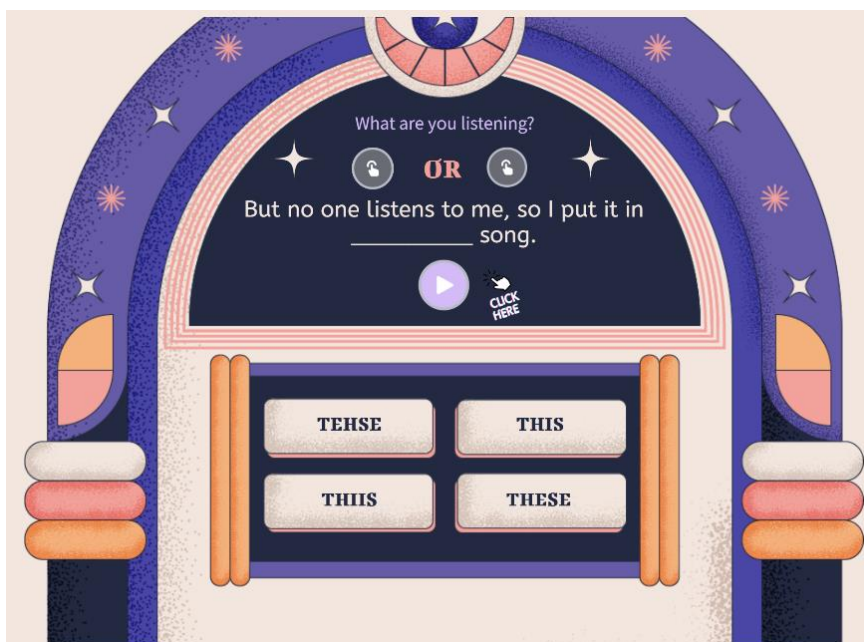 What are you listening?
OR
But no one listens to me, so I put it in
___________ song.
CLICK
HERE
TEHSE
THIS
THIIS
THESE